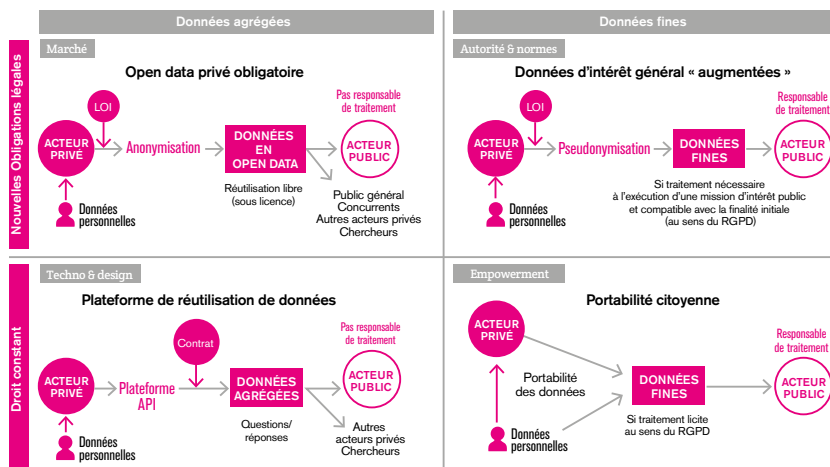 Données agrégées
Données fines
Nouvelles Obligations légales
Marché
Open data privé obligatoire
LOI
ACTEUR
PRIVÉ
Anonymisation
DONNÉES
EN
OPEN DATA
Pas responsable
de traitement
ACTEUR
PUBLIC
Réutilisation libre
(sous licence)
Public général
Concurrents
Autres acteurs privés
Chercheurs
Données
personnelles
Autorité & normes
Données d'intérêt général « augmentées »
LOI
ACTEUR
PRIVÉ
Pseudonymisation
DONNÉES
FINES
Responsable
de traitement
ACTEUR
PUBLIC
Si traitement nécessaire
à l'exécution d'une mission d'intérêt public
et compatible avec la finalité initiale
(au sens du RGPD)
Données
personnelles
Droit constant
Techno & design
Plateforme de réutilisation de données
Contrat
ACTEUR
PRIVÉ
Plateforme
API
DONNÉES
AGRÉGÉES
Pas responsable
de traitement
ACTEUR
PUBLIC
Questions/
réponses
Autres
acteurs privés
Chercheurs
Données
personnelles
Empowerment
Portabilité citoyenne
ACTEUR
PRIVÉ
Portabilité
des données
DONNÉES
FINES
Responsable
de traitement
ACTEUR
PUBLIC
Si traitement licite
au sens du RGPD
Données
personnelles